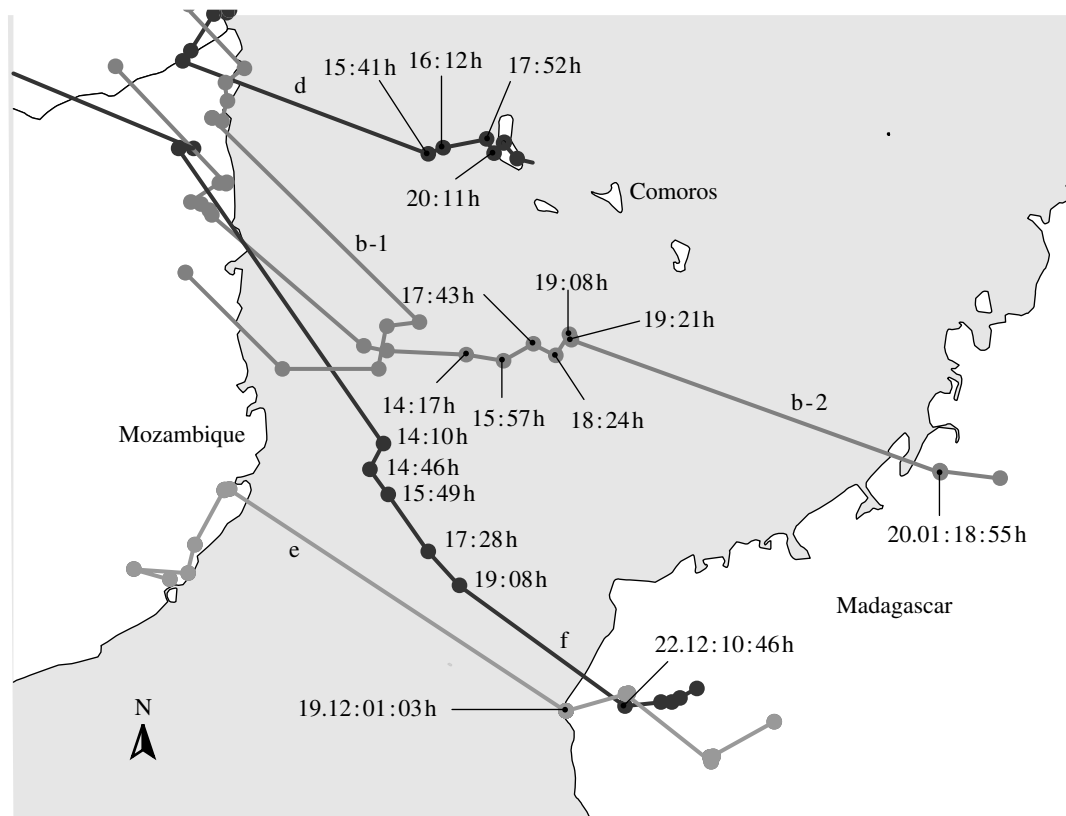 16:12h
15:41h
17:52h
d
20:11h
Comoros
b-1
19:08h
17:43h
19:21h
14:17h
15:57h
18:24h
b-2
Mozambique
14:10h
14:46h
15:49h
20.01:18:55h
17:28h
e
19:08h
Madagascar
f
22.12:10:46h
19.12:01:03h
N